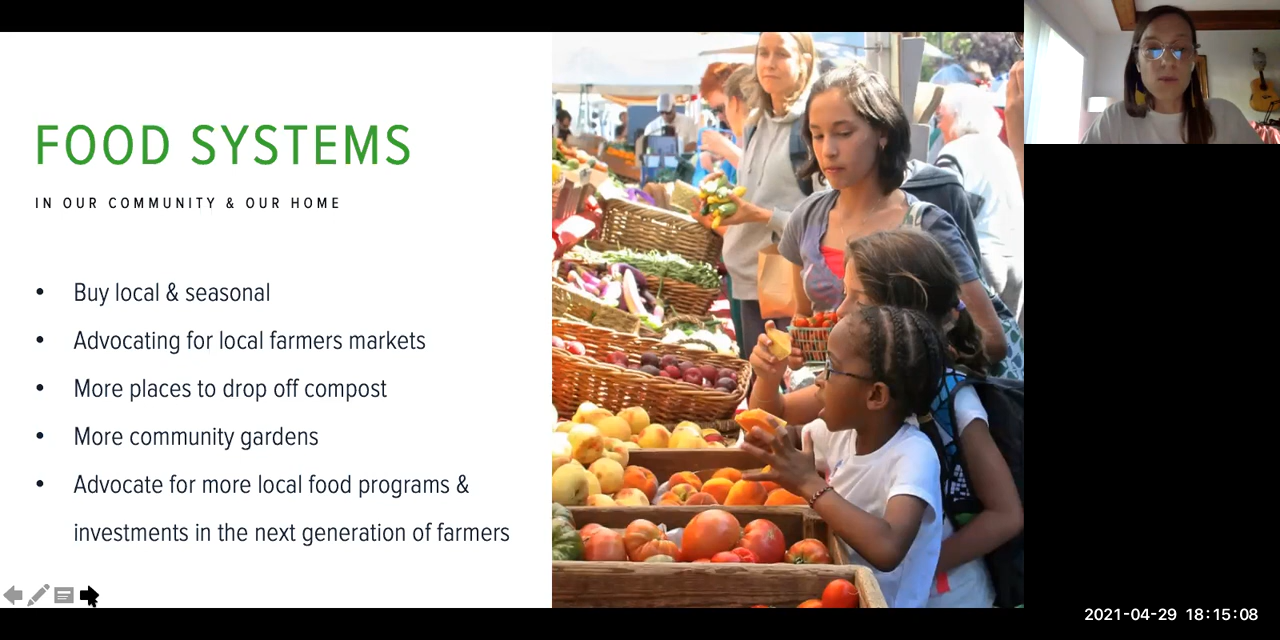 FOOD SYSTEMS
IN OUR COMMUNITY & OUR HOME
• Buy local & seasonal
• Advocating for local farmers markets
• More places to drop off compost
• More community gardens
• Advocate for more local food programs &
investments in the next generation of farmers
2021-04-29 18:15:08